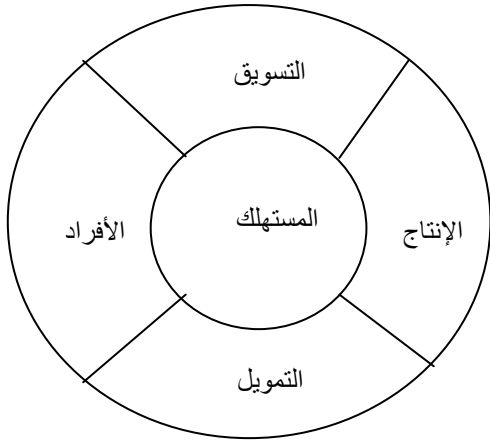 التسويق
الإنتاج
المستهلك
الأفراد
التمويل